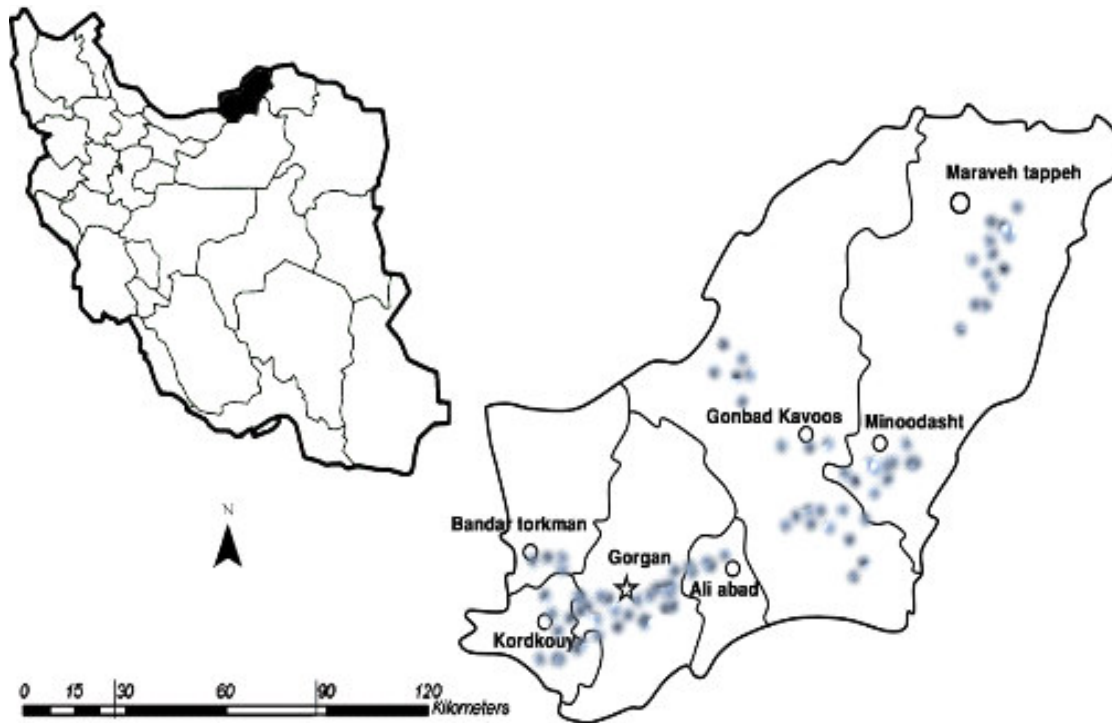 Maraveh tappeh
Gonbad Kavoos
Minoodasht
Bandar torkman
Gorgan
Ali abad
Kordkouy
N
0 15 30 60 90 120
Kilometers